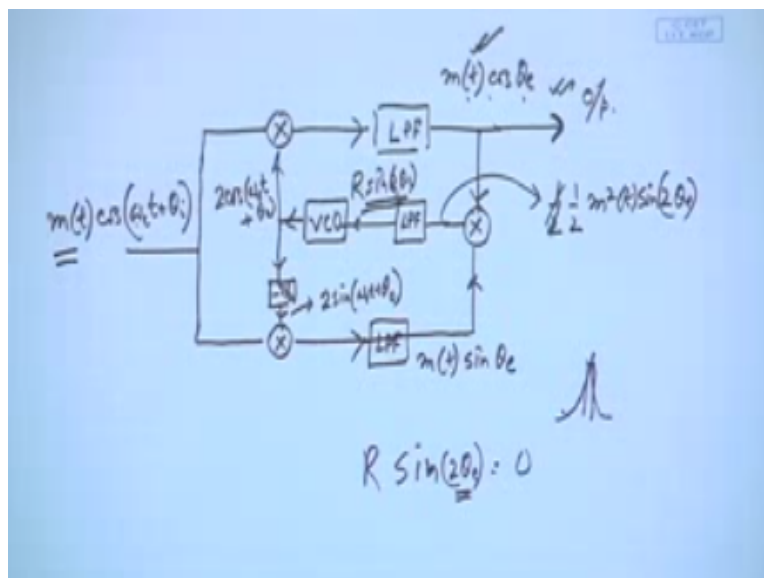 m(t) cos θe
o/p.
LPF
2cos(ωct + θo)
R sin(2θe)
VCO
LPF
1/2 m²(t) sin(2θe)
m(t) cos(ωct + θi)
2 sin(ωct+θo)
LPF
m(t) sin θe
R sin(2θe) = 0